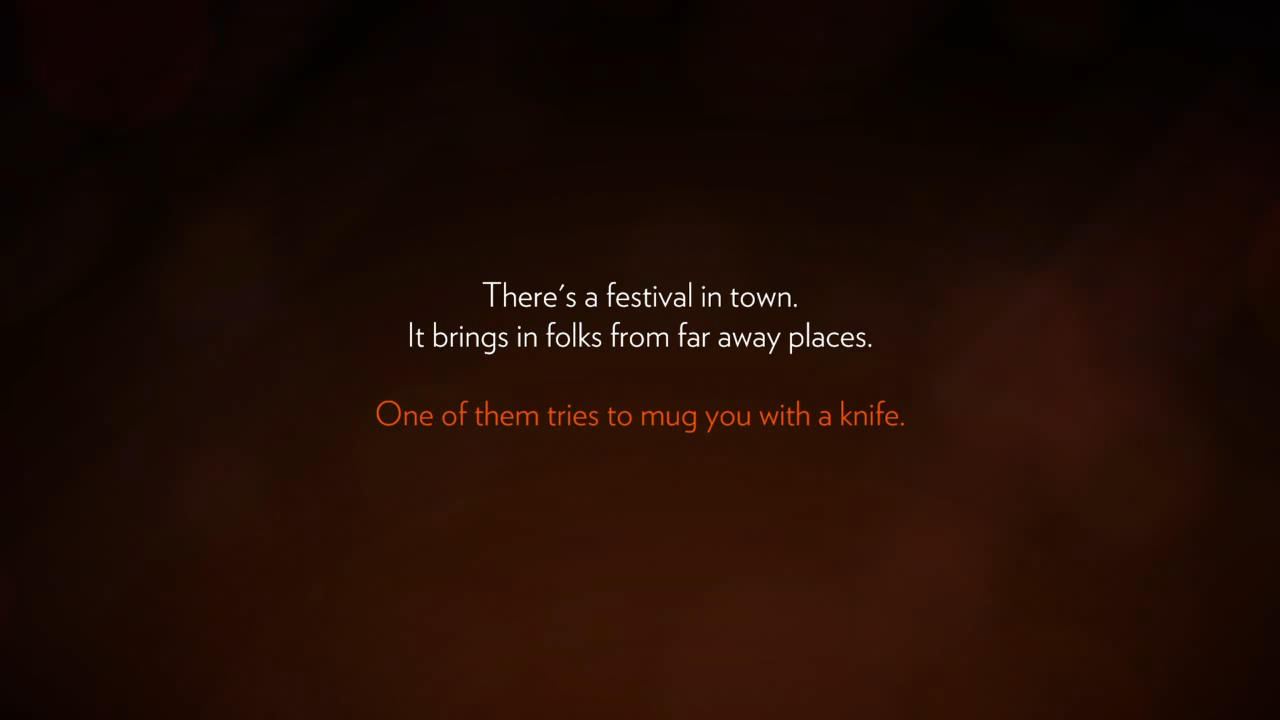 There's a festival in town.
It brings in folks from far away places.
One of them tries to mug you with a knife.